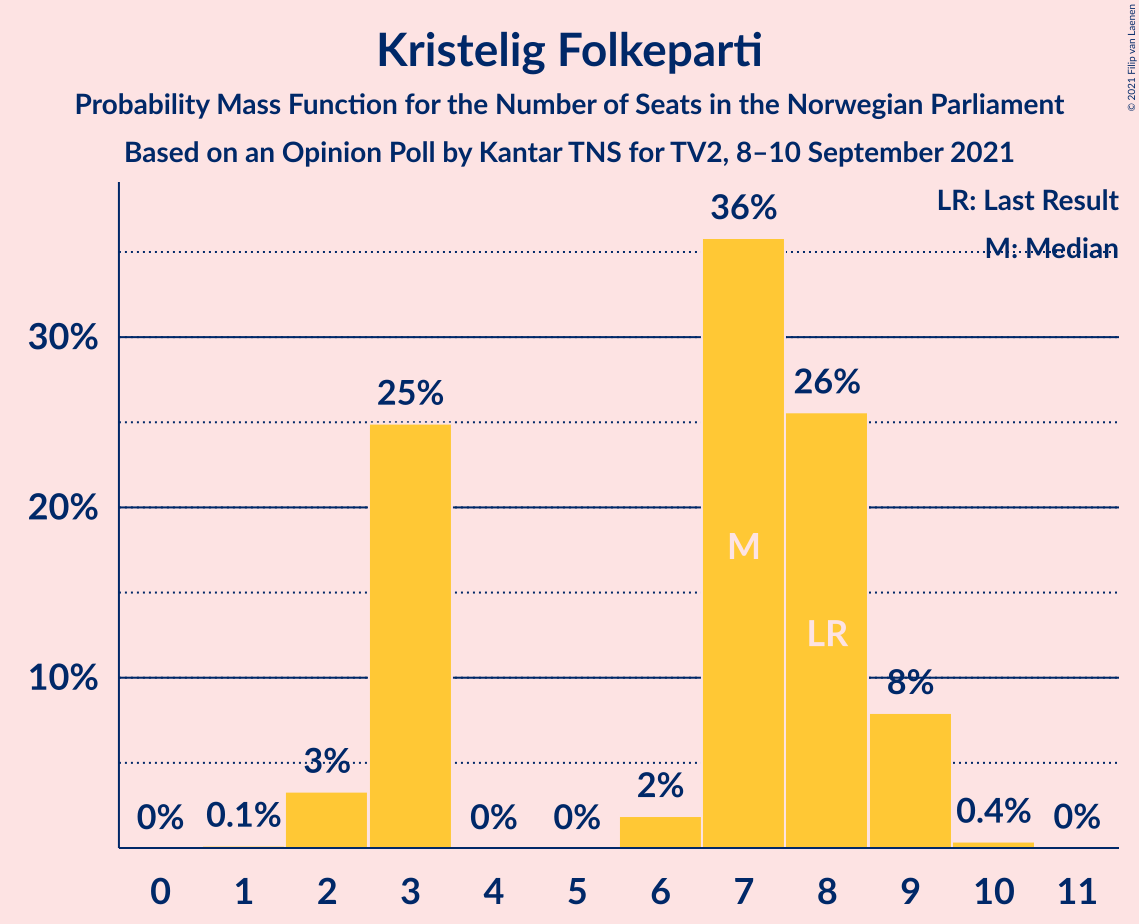 Kristelig Folkeparti
Probability Mass Function for the Number of Seats in the Norwegian Parliament
Based on an Opinion Poll by Kantar TNS for TV2, 8–10 September 2021
© 2021 Filip van Laenen
LR: Last Result
M: Median
36%
30%
26%
25%
20%
M
LR
10%
8%
3%
2%
0%
0.1%
0%
0%
0.4%
0%
0 1 2 3 4 5 6 7 8 9 10 11